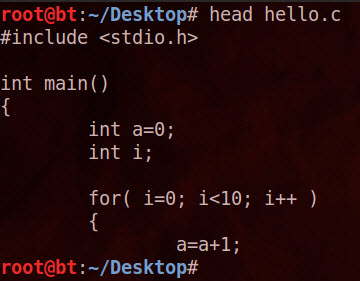 root@bt:~/Desktop# head hello.c
#include <stdio.h>

int main()
{
        int a=0;
        int i;

        for( i=0; i<10; i++ )
        {
                a=a+1;
root@bt:~/Desktop#